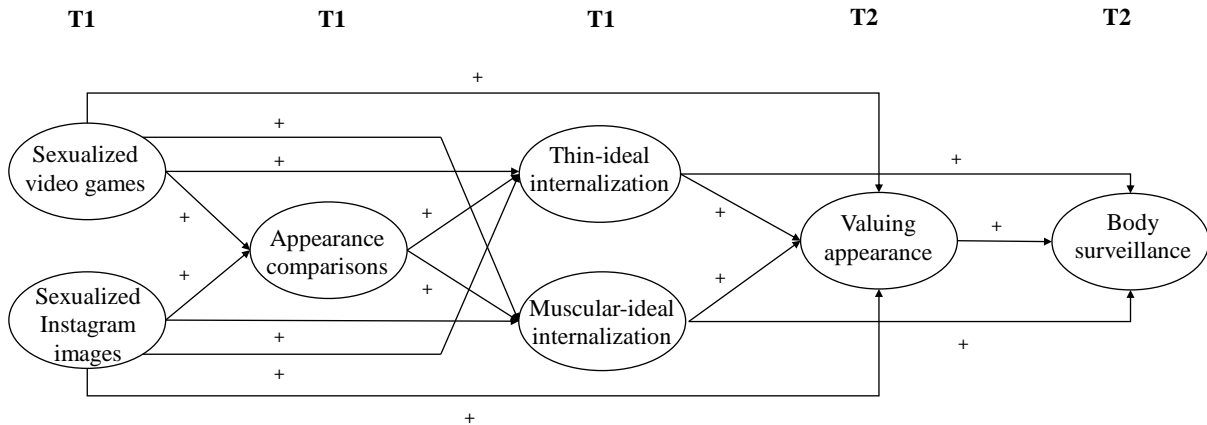 T1 T1 T1 T2 T2
+
+
+
+
Sexualized
video games
Thin-ideal
internalization
+
+
+
Valuing
appearance
+
Body
surveillance
Appearance
comparisons
+
+
+
Sexualized
Instagram
images
Muscular-ideal
internalization
+
+
+
+